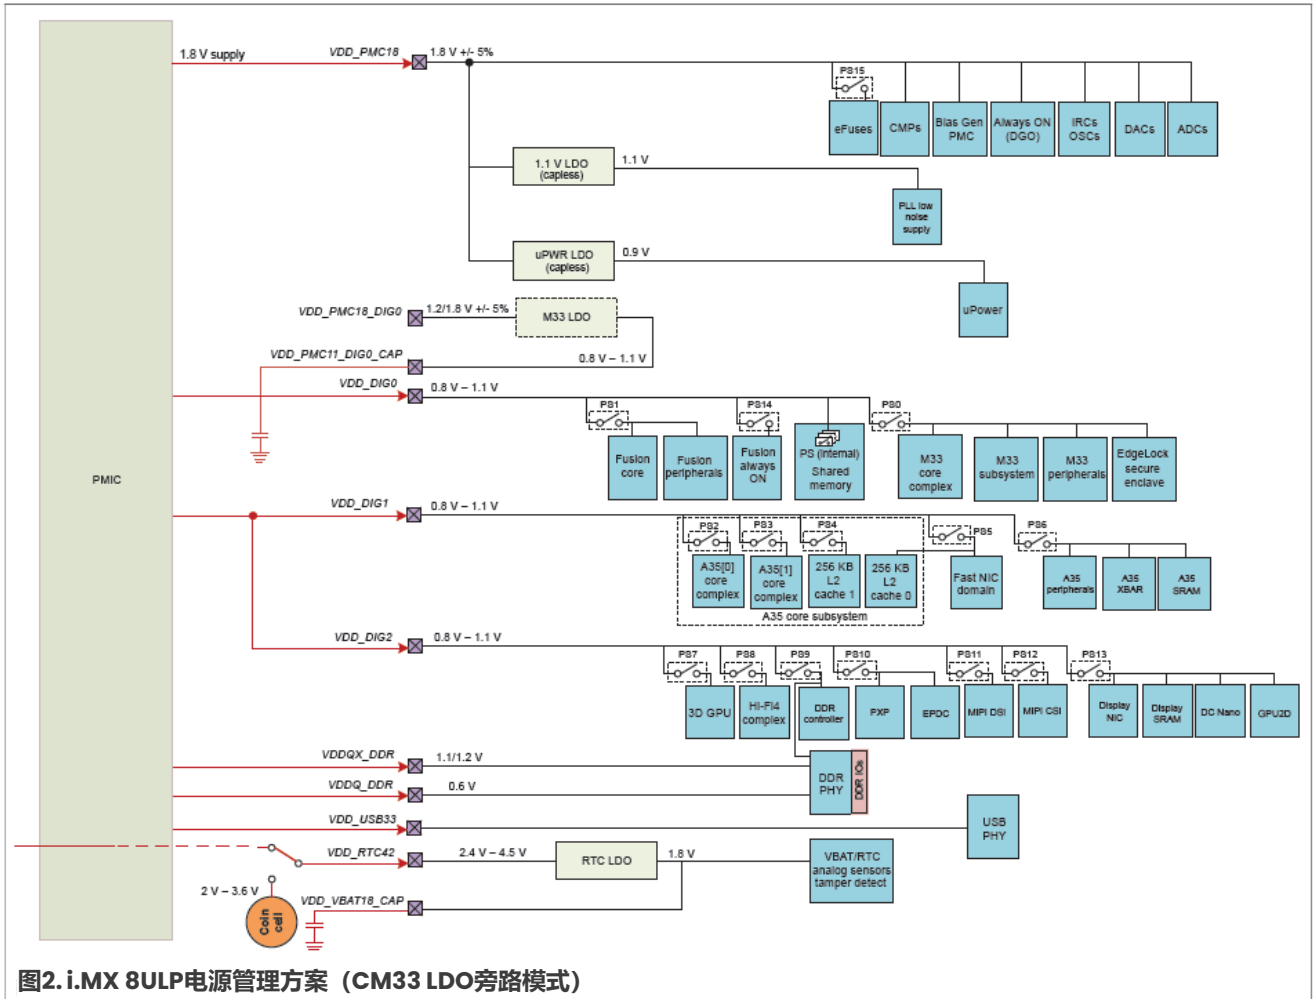 1.8 V supply
VDD_PMC18
1.8 V +/- 5%
PS15
eFuses
CMPs
Bias Gen
PMC
Always ON
(DGO)
IRCs
OSCs
DACs
ADCs
1.1 V LDO
(capless)
1.1 V
PLL low
noise
supply
uPWR LDO
(capless)
0.9 V
uPower
VDD_PMC18_DIG0
1.2/1.8 V +/- 5%
M33 LDO
VDD_PMC11_DIG0_CAP
0.8 V – 1.1 V
VDD_DIG0
0.8 V – 1.1 V
PS1
PS14
PS0
Fusion
core
Fusion
peripherals
Fusion
always
ON
PS (internal)
Shared
memory
M33
core
complex
M33
subsystem
M33
peripherals
EdgeLock
secure
enclave
PMIC
VDD_DIG1
0.8 V – 1.1 V
PS2
PS3
PS4
PS5
PS6
A35[0]
core
complex
A35[1]
core
complex
256 KB
L2
cache 1
256 KB
L2
cache 0
Fast NIC
domain
A35
peripherals
A35
XBAR
A35
SRAM
A35 core subsystem
VDD_DIG2
0.8 V – 1.1 V
PS7
PS8
PS9
PS10
PS11
PS12
PS13
3D GPU
Hi-Fi4
complex
DDR
controller
PXP
EPDC
MIPI DSI
MIPI CSI
Display
NIC
Display
SRAM
DC Nano
GPU2D
VDDQX_DDR
1.1/1.2 V
VDDQ_DDR
0.6 V
DDR
PHY
DDR IOs
VDD_USB33
USB
PHY
VDD_RTC42
2.4 V – 4.5 V
RTC LDO
1.8 V
VBAT/RTC
analog sensors
tamper detect
2 V – 3.6 V
Coin
cell
VDD_VBAT18_CAP
图2. i.MX 8ULP电源管理方案（CM33 LDO旁路模式）